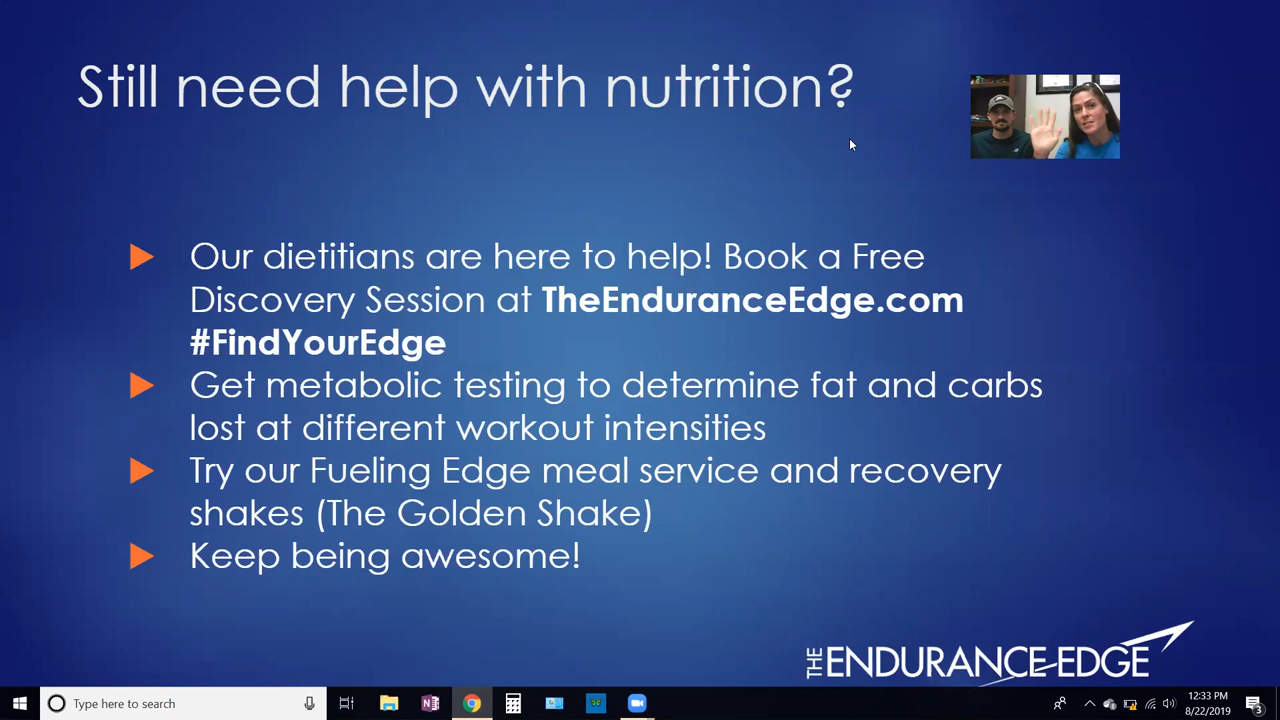 Still need help with nutrition?
Our dietitians are here to help! Book a Free
Discovery Session at TheEnduranceEdge.com
#FindYourEdge
Get metabolic testing to determine fat and carbs
lost at different workout intensities
Try our Fueling Edge meal service and recovery
shakes (The Golden Shake)
Keep being awesome!
THE ENDURANCE EDGE
Type here to search
12:33 PM
8/22/2019
3